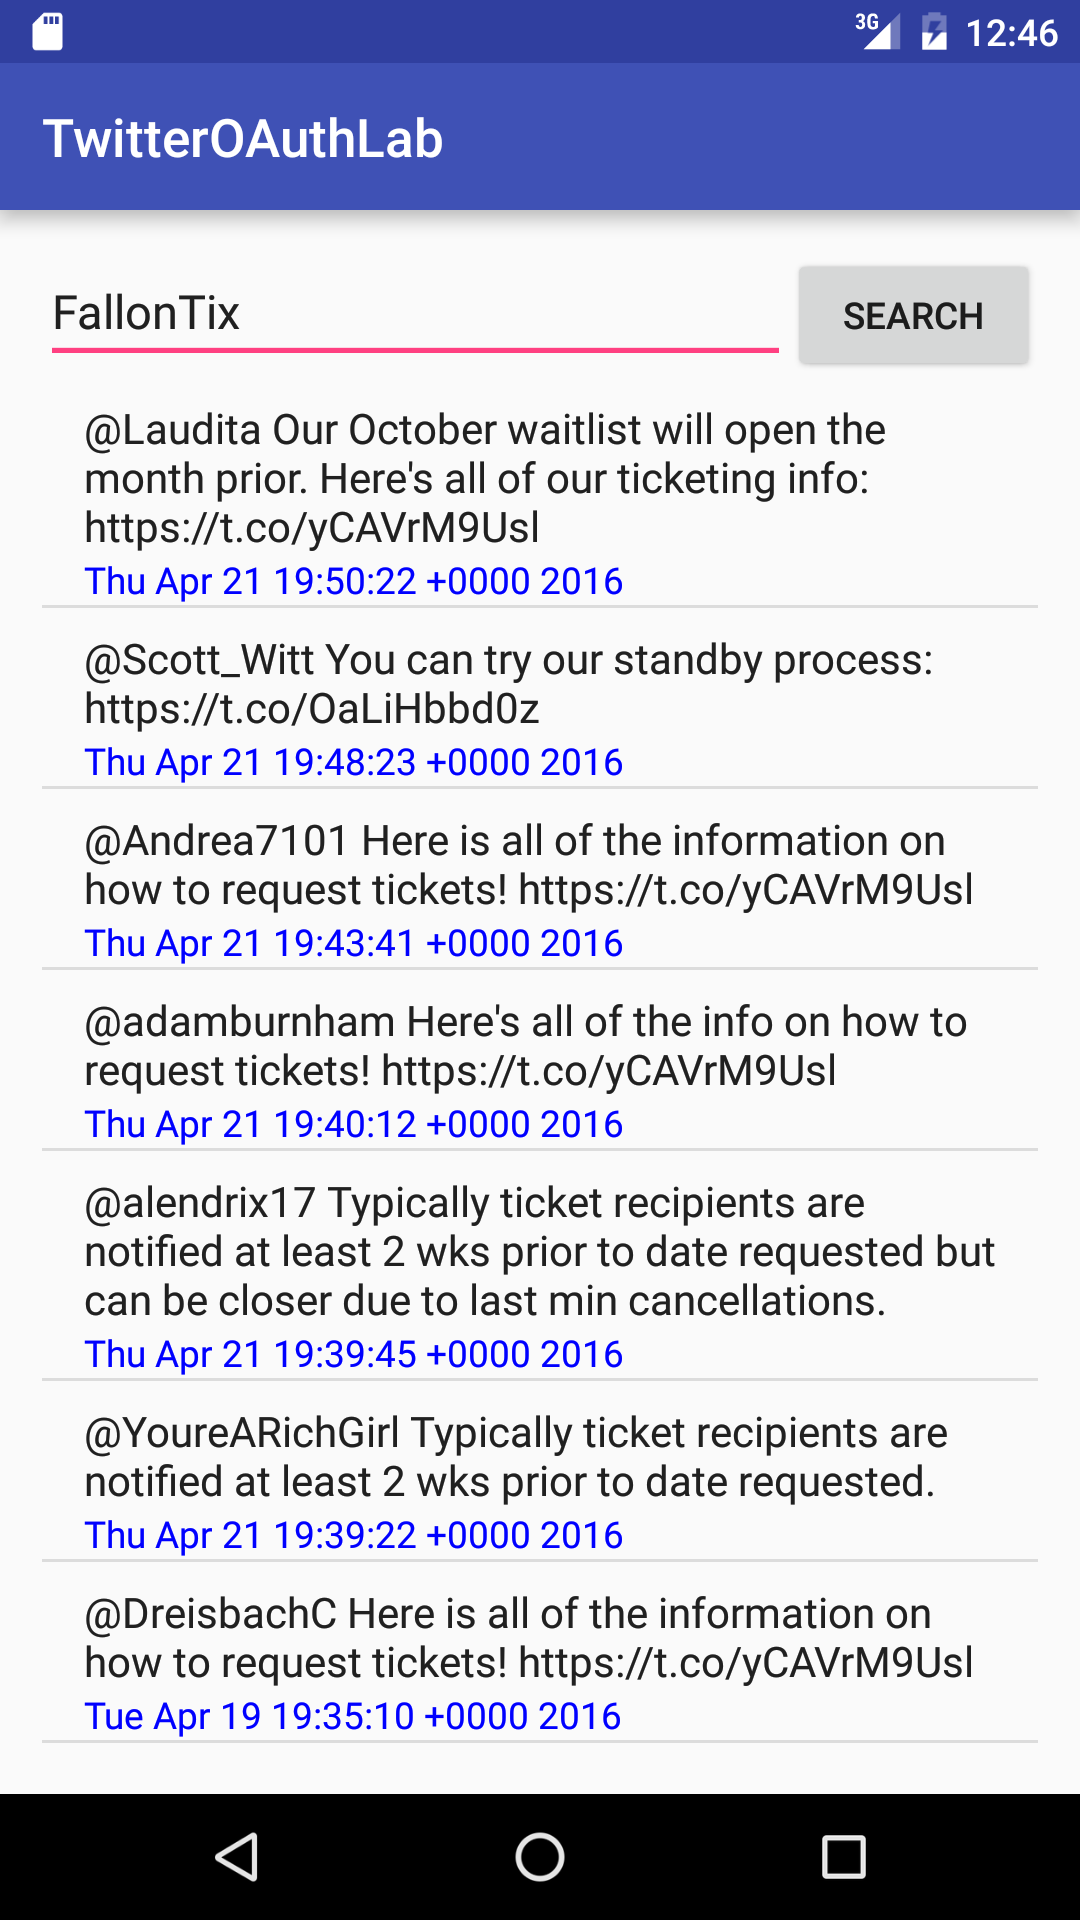 3G 12:46
TwitterOAuthLab
FallonTix SEARCH
@Laudita Our October waitlist will open the
month prior. Here's all of our ticketing info:
https://t.co/yCAVrM9Usl
Thu Apr 21 19:50:22 +0000 2016
@Scott_Witt You can try our standby process:
https://t.co/OaLiHbbd0z
Thu Apr 21 19:48:23 +0000 2016
@Andrea7101 Here is all of the information on
how to request tickets! https://t.co/yCAVrM9Usl
Thu Apr 21 19:43:41 +0000 2016
@adamburnham Here's all of the info on how to
request tickets! https://t.co/yCAVrM9Usl
Thu Apr 21 19:40:12 +0000 2016
@alendrix17 Typically ticket recipients are
notified at least 2 wks prior to date requested but
can be closer due to last min cancellations.
Thu Apr 21 19:39:45 +0000 2016
@YoureARichGirl Typically ticket recipients are
notified at least 2 wks prior to date requested.
Thu Apr 21 19:39:22 +0000 2016
@DreisbachC Here is all of the information on
how to request tickets! https://t.co/yCAVrM9Usl
Tue Apr 19 19:35:10 +0000 2016